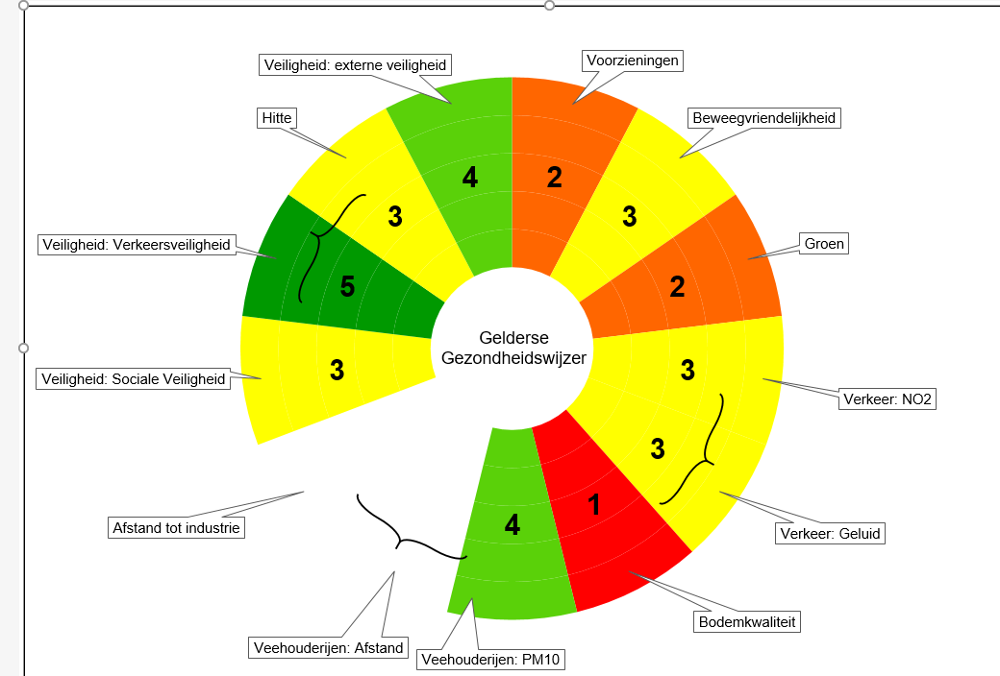 Voorzieningen
Veiligheid: externe veiligheid
Hitte
Beweegvriendelijkheid
4
2
3
3
Veiligheid: Verkeersveiligheid
Groen
5
2
Gelderse
Gezondheidswijzer
3
3
Veiligheid: Sociale Veiligheid
Verkeer: NO2
3
1
4
Afstand tot industrie
Verkeer: Geluid
Bodemkwaliteit
Veehouderijen: Afstand
Veehouderijen: PM10